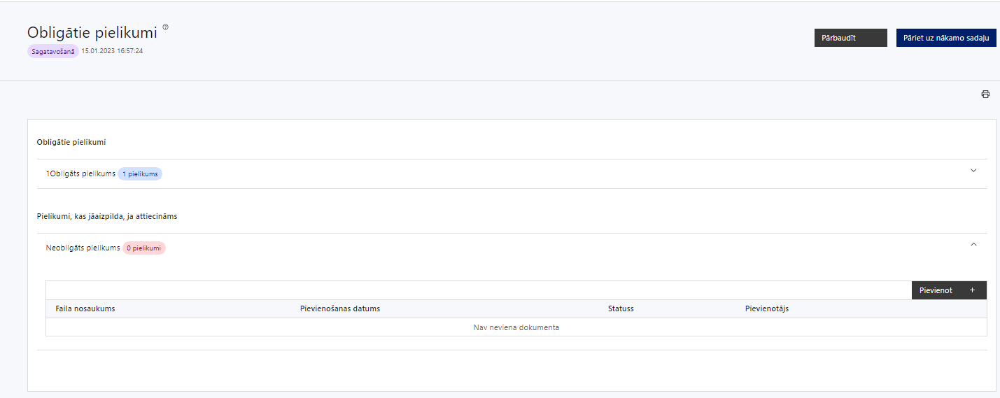 Obligātie pielikumi
Pārbaudīt
Pāriet uz nākamo sadaļu
Sagatavošanā 15.01.2023 16:57:24
Obligātie pielikumi
1Obligāts pielikums 1 pielikums
Pielikumi, kas jāaizpilda, ja attiecināms
Neobligāts pielikums 0 pielikumi
Pievienot +
Faila nosaukums Pievienošanas datums Statuss Pievienotājs
Nav neviena dokumenta